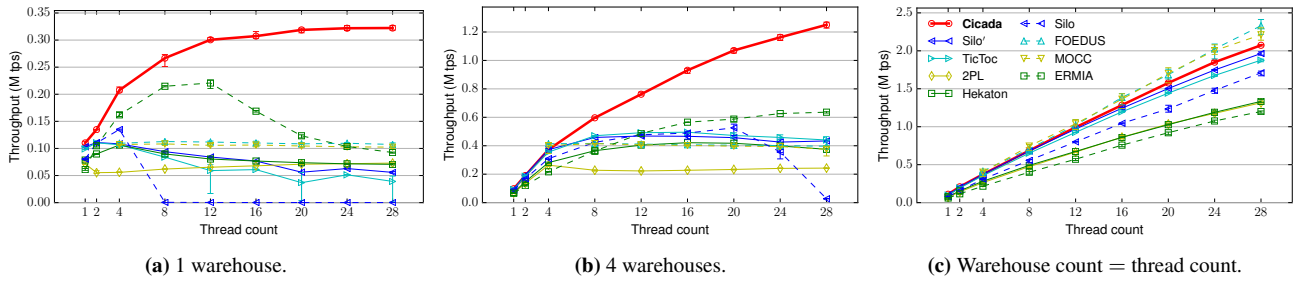 0.35
0.30
0.25
0.20
0.15
0.10
0.05
0.00
Throughput (M tps)
1 2 4 8 12 16 20 24 28
Thread count
(a) 1 warehouse.
1.2
1.0
0.8
0.6
0.4
0.2
0.0
Throughput (M tps)
1 2 4 8 12 16 20 24 28
Thread count
(b) 4 warehouses.
2.5
2.0
1.5
1.0
0.5
0.0
Throughput (M tps)
Cicada
Silo′
TicToc
2PL
Hekaton
Silo
FOEDUS
MOCC
ERMIA
1 2 4 8 12 16 20 24 28
Thread count
(c) Warehouse count = thread count.